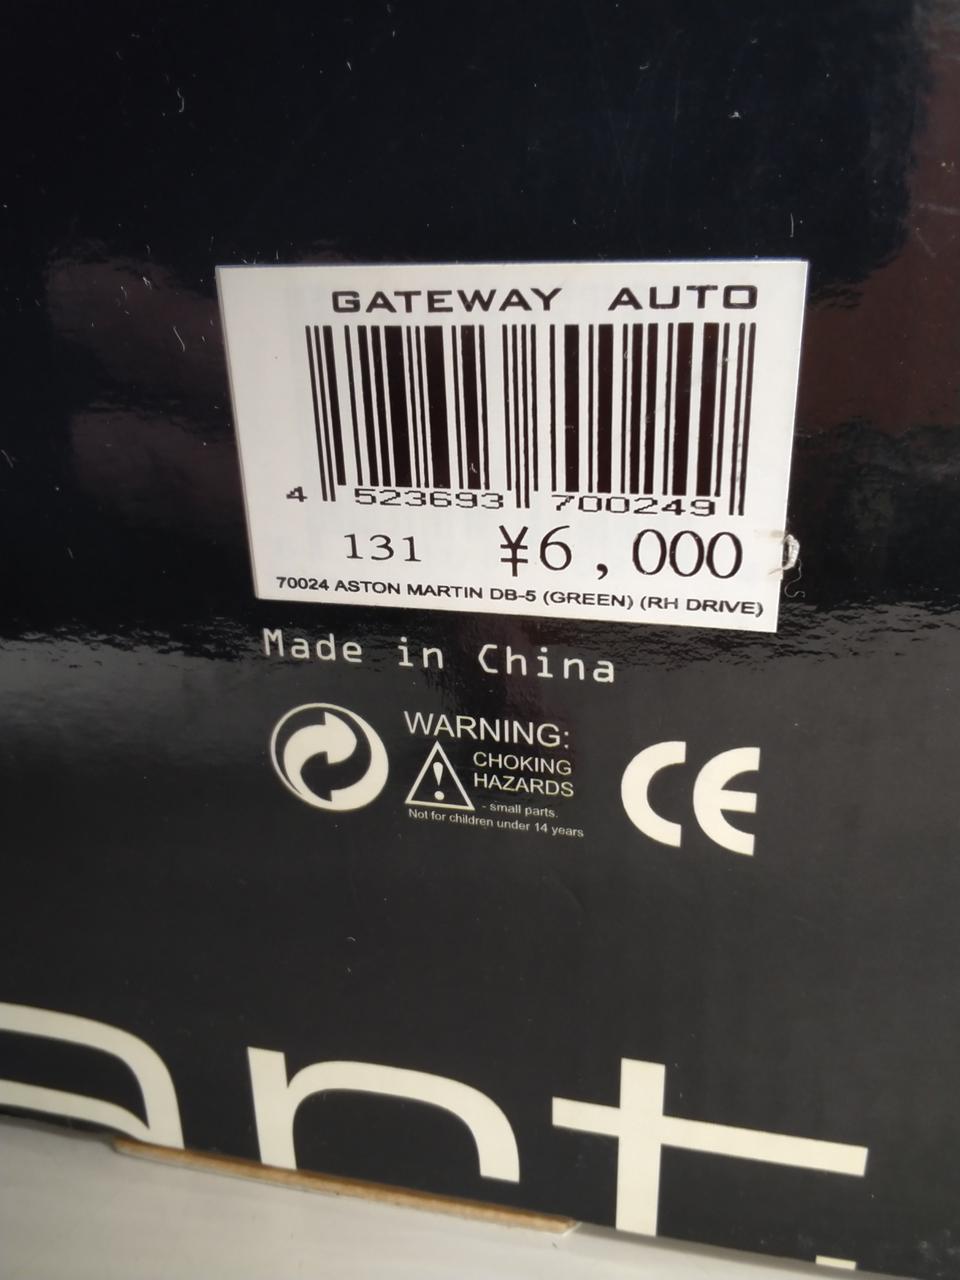 GATEWAY AUTO
4 523693 700249
131 ¥6,000
70024 ASTON MARTIN DB-5 (GREEN) (RH DRIVE)
Made in China
WARNING:
CHOKING
HAZARDS
- small parts.
Not for children under 14 years
CE